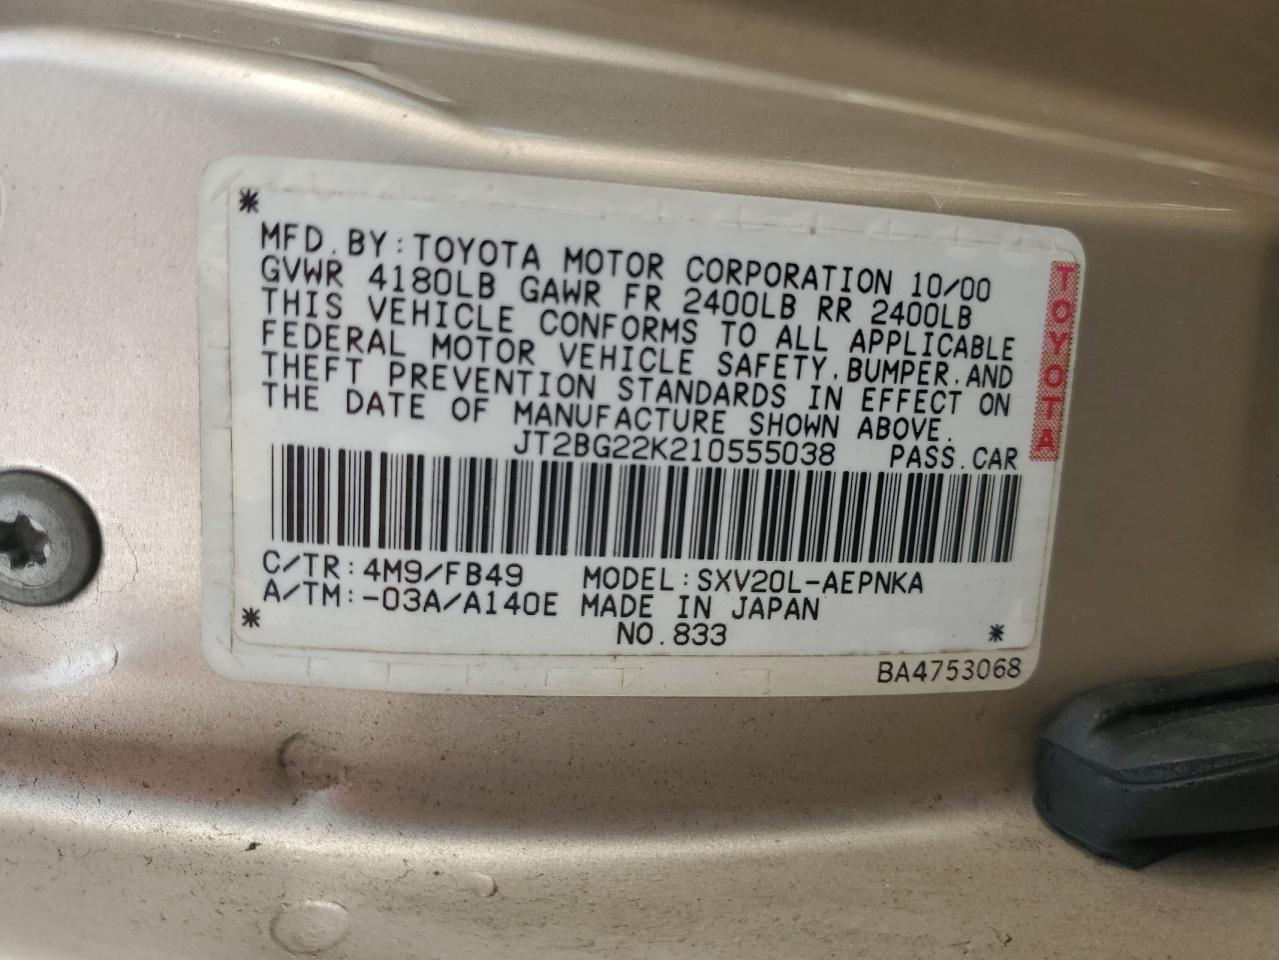 MFD. BY: TOYOTA MOTOR CORPORATION 10/00
GVWR 4180LB GAWR FR 2400LB RR 2400LB
THIS VEHICLE CONFORMS TO ALL APPLICABLE
FEDERAL MOTOR VEHICLE SAFETY, BUMPER, AND
THEFT PREVENTION STANDARDS IN EFFECT ON
THE DATE OF MANUFACTURE SHOWN ABOVE.
JT2BG22K210555038 PASS. CAR
C/TR: 4M9/FB49 MODEL: SXV20L-AEPNKA
A/TM: -03A/A140E MADE IN JAPAN
NO. 833
BA4753068
TOYOTA